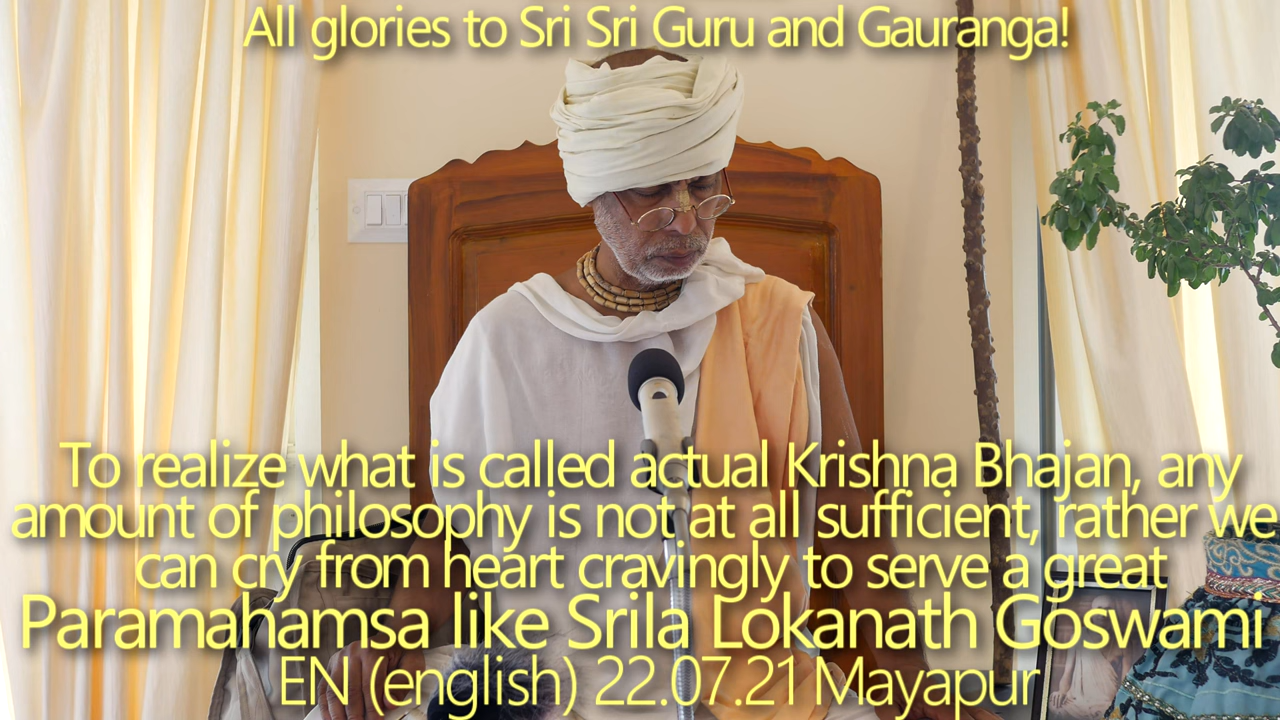 All glories to Sri Sri Guru and Gauranga!
To realize what is called actual Krishna Bhajan, any
amount of philosophy is not at all sufficient, rather we
can cry from heart cravingly to serve a great
Paramahamsa like Srila Lokanath Goswami
EN (english) 22.07.21 Mayapur